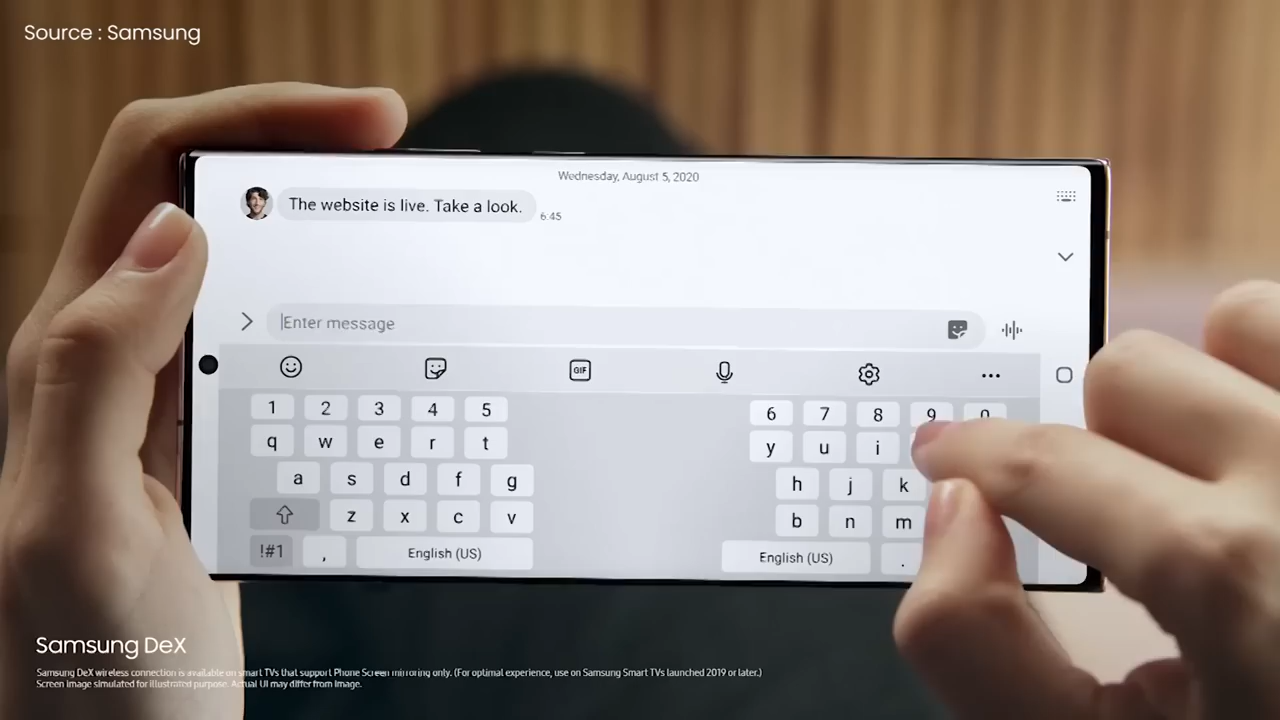 Source : Samsung
Wednesday, August 5, 2020
The website is live. Take a look.
6:45
Enter message
GIF
1 2 3 4 5 6 7 8 9 0
q w e r t y u i
a s d f g h j k
z x c v b n m
!#1 , English (US) English (US) .
Samsung DeX
Samsung DeX wireless connection is available on smart TVs that support Phone Screen mirroring only. (For optimal experience, use on Samsung Smart TVs launched 2019 or later.)
Screen image simulated for illustrated purpose. Actual UI may differ from image.